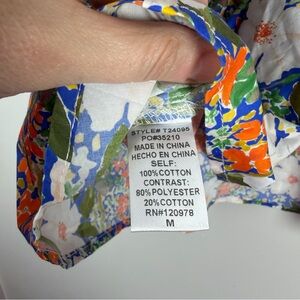 STYLE# T24095
PO#35210
MADE IN CHINA
HECHO EN CHINA
SELF:
100%COTTON
CONTRAST:
80%POLYESTER
20%COTTON
RN#120978
M